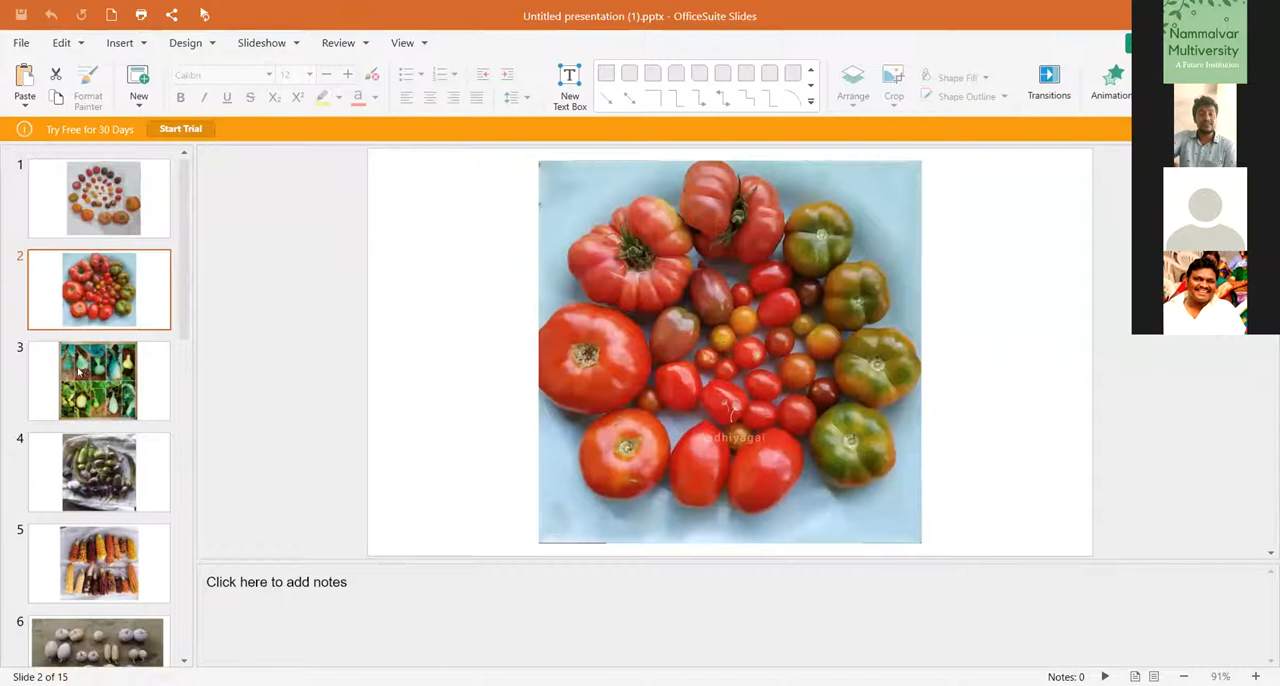 Untitled presentation (1).pptx - OfficeSuite Slides
File Edit Insert Design Slideshow Review View
Paste
Format Painter
New
Calibri 12
B I U S X₂ X²
New Text Box
Arrange
Crop
Shape Fill
Shape Outline
Transitions
Animation
Try Free for 30 Days Start Trial
1
2
3
4
5
6
dhiyagai
Click here to add notes
Slide 2 of 15
Notes: 0
91%
Nammalvar
Multiversity
A Future Institution